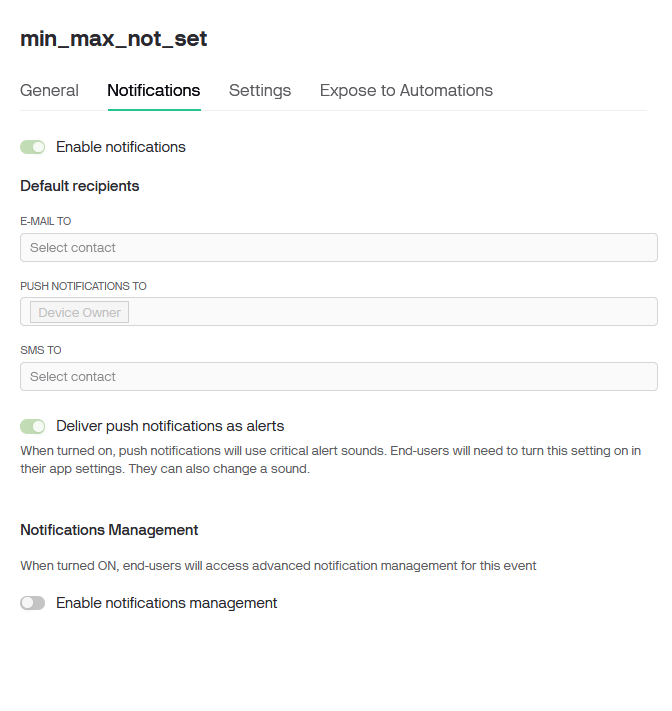 min_max_not_set
General Notifications Settings Expose to Automations
Enable notifications
Default recipients
E-MAIL TO
Select contact
PUSH NOTIFICATIONS TO
Device Owner
SMS TO
Select contact
Deliver push notifications as alerts
When turned on, push notifications will use critical alert sounds. End-users will need to turn this setting on in
their app settings. They can also change a sound.
Notifications Management
When turned ON, end-users will access advanced notification management for this event
Enable notifications management